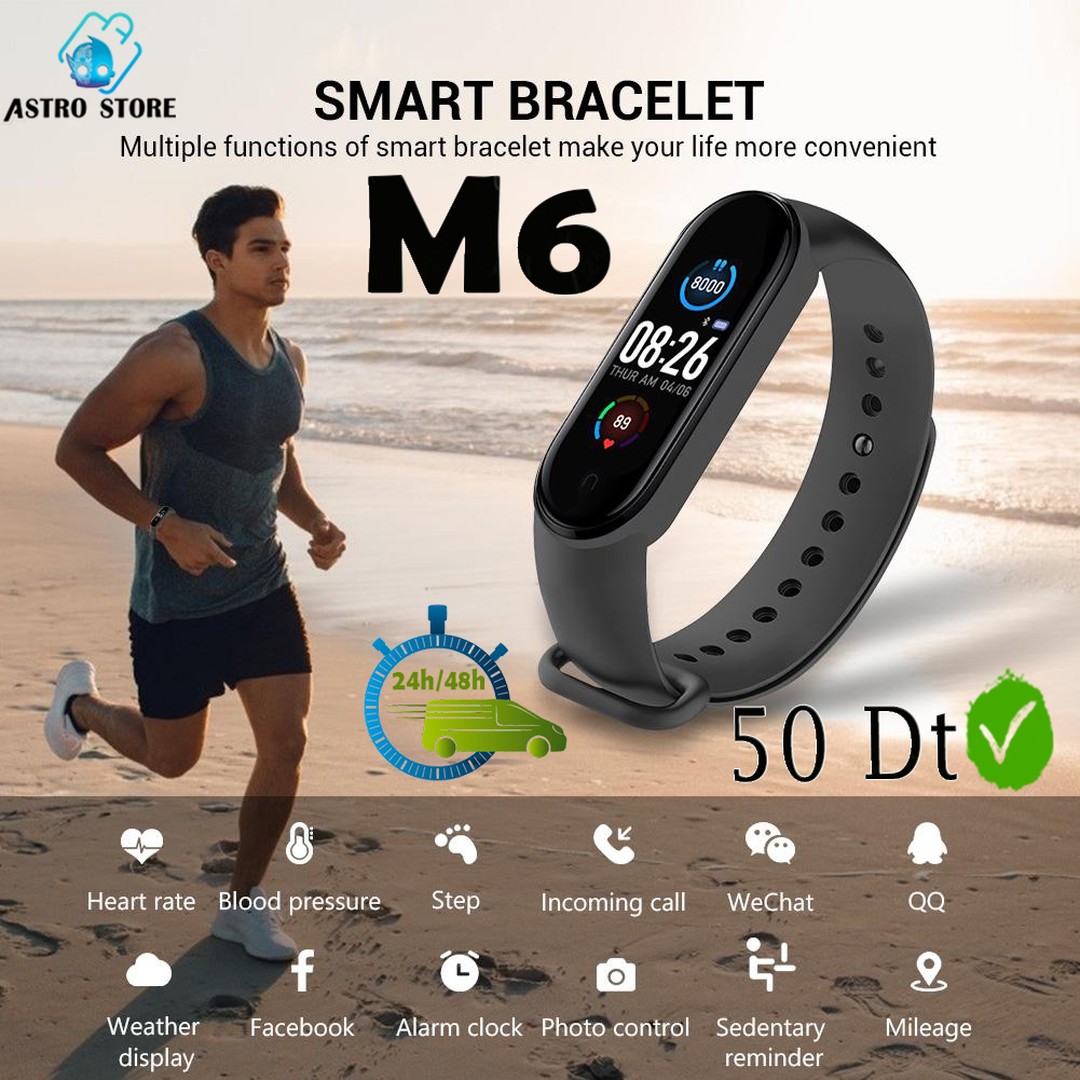 ASTRO STORE
SMART BRACELET
Multiple functions of smart bracelet make your life more convenient
M6
8000
08:26
THUR AM 04/06
89
24h/48h
50 Dt
Heart rate
Blood pressure
Step
Incoming call
WeChat
QQ
Weather
display
Facebook
Alarm clock
Photo control
Sedentary
reminder
Mileage